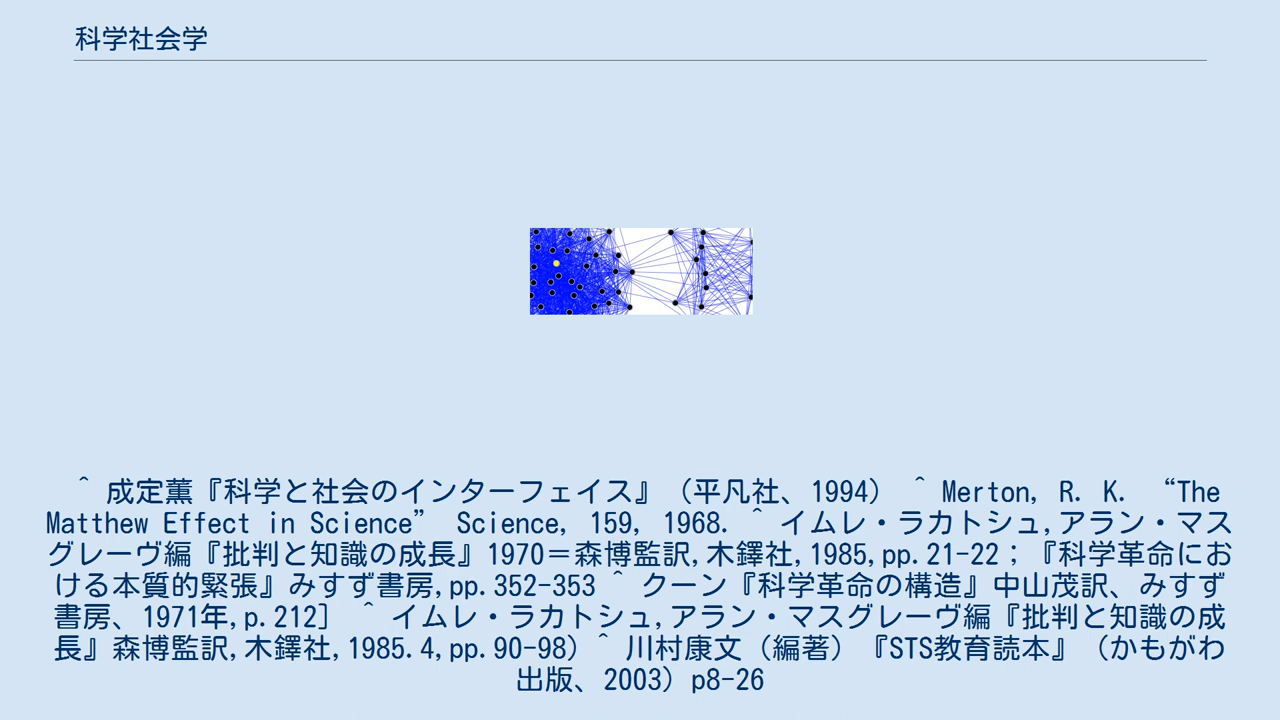 科学社会学
^ 成定薫『科学と社会のインターフェイス』（平凡社、1994） ^ Merton, R. K. “The
Matthew Effect in Science” Science, 159, 1968. ^ イムレ・ラカトシュ,アラン・マス
グレーヴ編『批判と知識の成長』1970＝森博監訳,木鐸社,1985,pp.21-22；『科学革命にお
ける本質的緊張』みすず書房,pp.352-353 ^ クーン『科学革命の構造』中山茂訳、みすず
書房、1971年,p.212］ ^ イムレ・ラカトシュ,アラン・マスグレーヴ編『批判と知識の成
長』森博監訳,木鐸社,1985.4,pp.90-98）^ 川村康文（編著）『STS教育読本』（かもがわ
出版、2003）p8-26